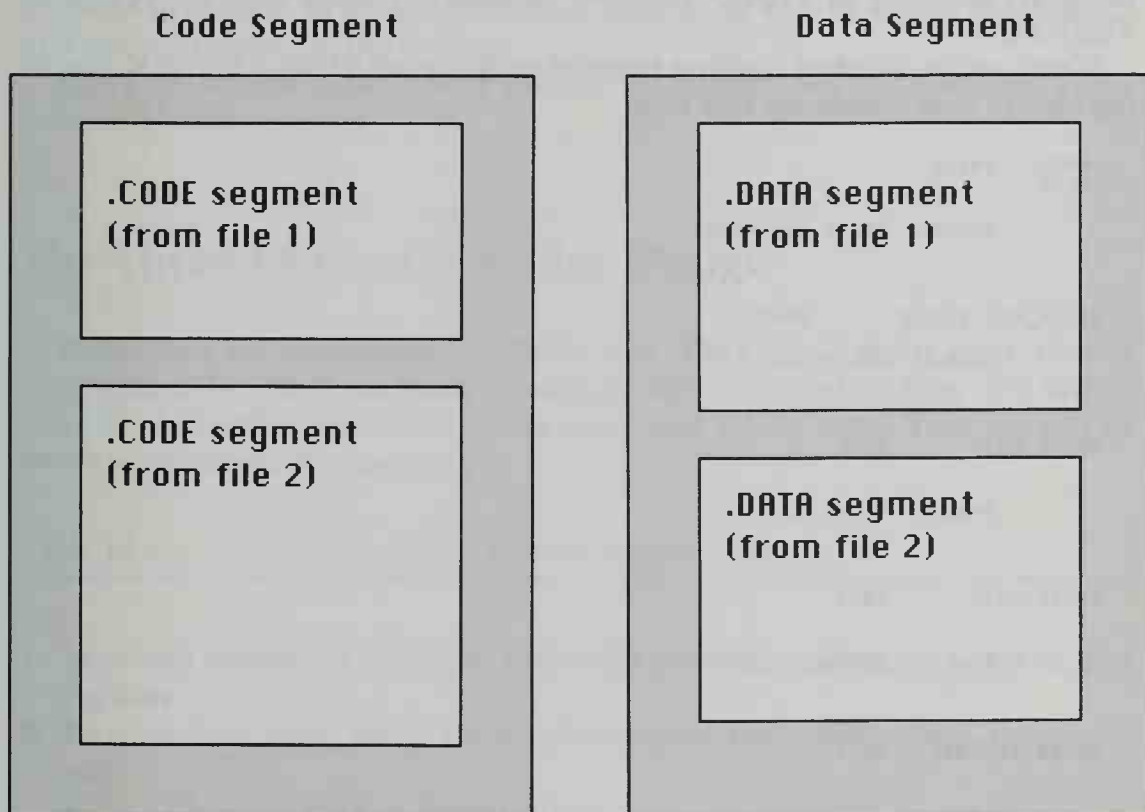 Code Segment
Data Segment
.CODE segment
(from file 1)
.DATA segment
(from file 1)
.CODE segment
(from file 2)
.DATA segment
(from file 2)